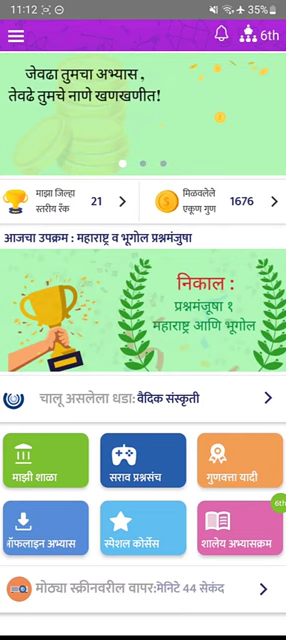 11:12
35%
6th
जेवढा तुमचा अभ्यास ,
तेवढे तुमचे नाणे खणखणीत!
माझा जिल्हा
स्तरीय रँक
21
मिळवलेले
एकूण गुण
1676
आजचा उपक्रम : महाराष्ट्र व भूगोल प्रश्नमंजुषा
निकाल :
प्रश्नमंजूषा १
महाराष्ट्र आणि भूगोल
चालू असलेला धडा: वैदिक संस्कृती
माझी शाळा
सराव प्रश्नसंच
गुणवत्ता यादी
6th
ऑफलाइन अभ्यास
स्पेशल कोर्सेस
शालेय अभ्यासक्रम
मोठ्या स्क्रीनवरील वापर: मिनिटे 44 सेकंद